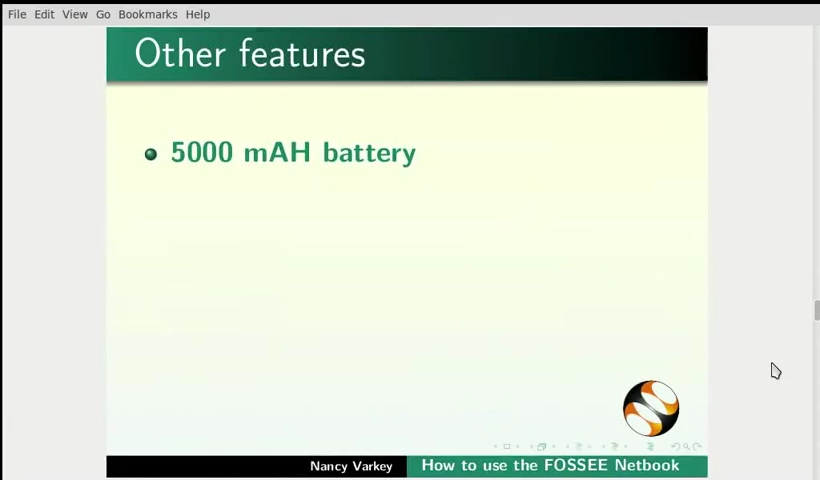 File Edit View Go Bookmarks Help
Other features
5000 mAH battery
Nancy Varkey How to use the FOSSEE Netbook